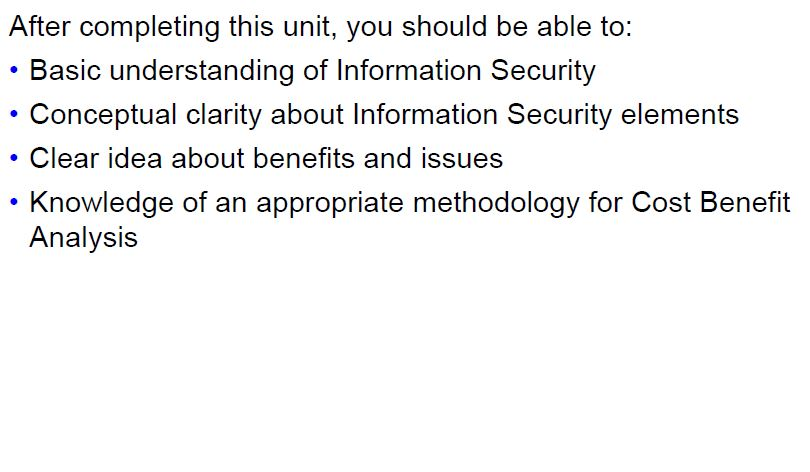 After completing this unit, you should be able to:
• Basic understanding of Information Security
• Conceptual clarity about Information Security elements
• Clear idea about benefits and issues
• Knowledge of an appropriate methodology for Cost Benefit
Analysis